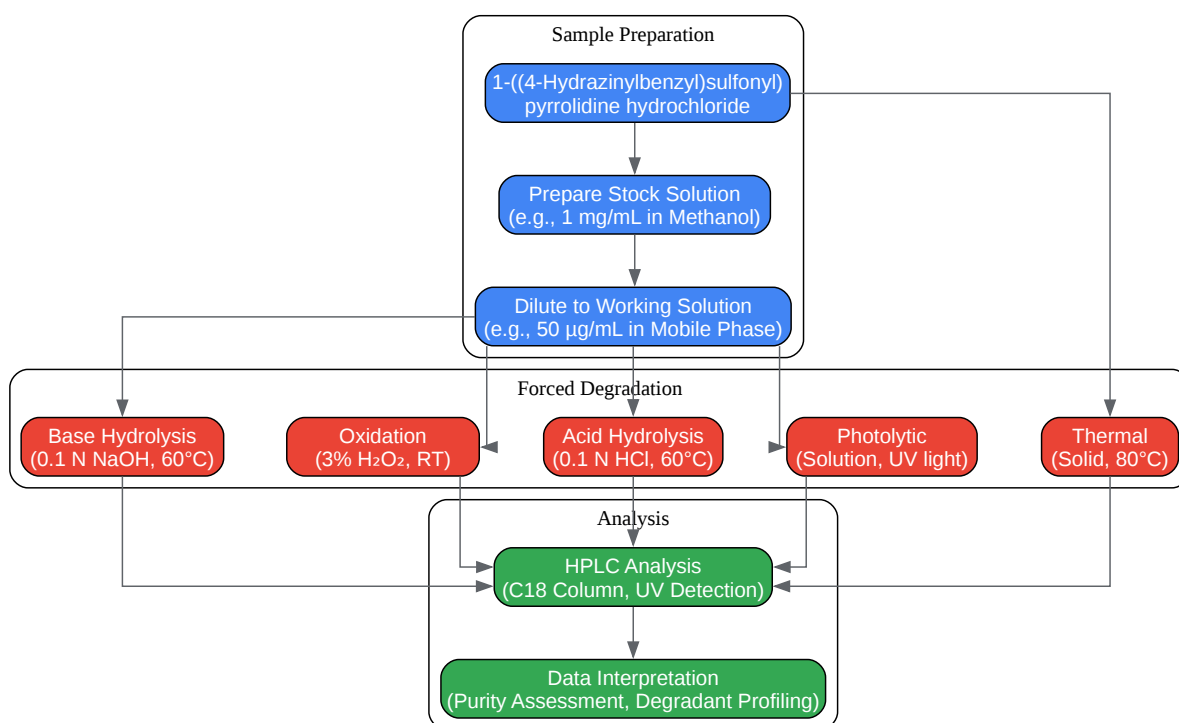 Sample Preparation
1-((4-Hydrazinylbenzyl)sulfonyl)
pyrrolidine hydrochloride
Prepare Stock Solution
(e.g., 1 mg/mL in Methanol)
Dilute to Working Solution
(e.g., 50 µg/mL in Mobile Phase)
Forced Degradation
Base Hydrolysis
(0.1 N NaOH, 60°C)
Oxidation
(3% H₂O₂, RT)
Acid Hydrolysis
(0.1 N HCl, 60°C)
Photolytic
(Solution, UV light)
Thermal
(Solid, 80°C)
Analysis
HPLC Analysis
(C18 Column, UV Detection)
Data Interpretation
(Purity Assessment, Degradant Profiling)